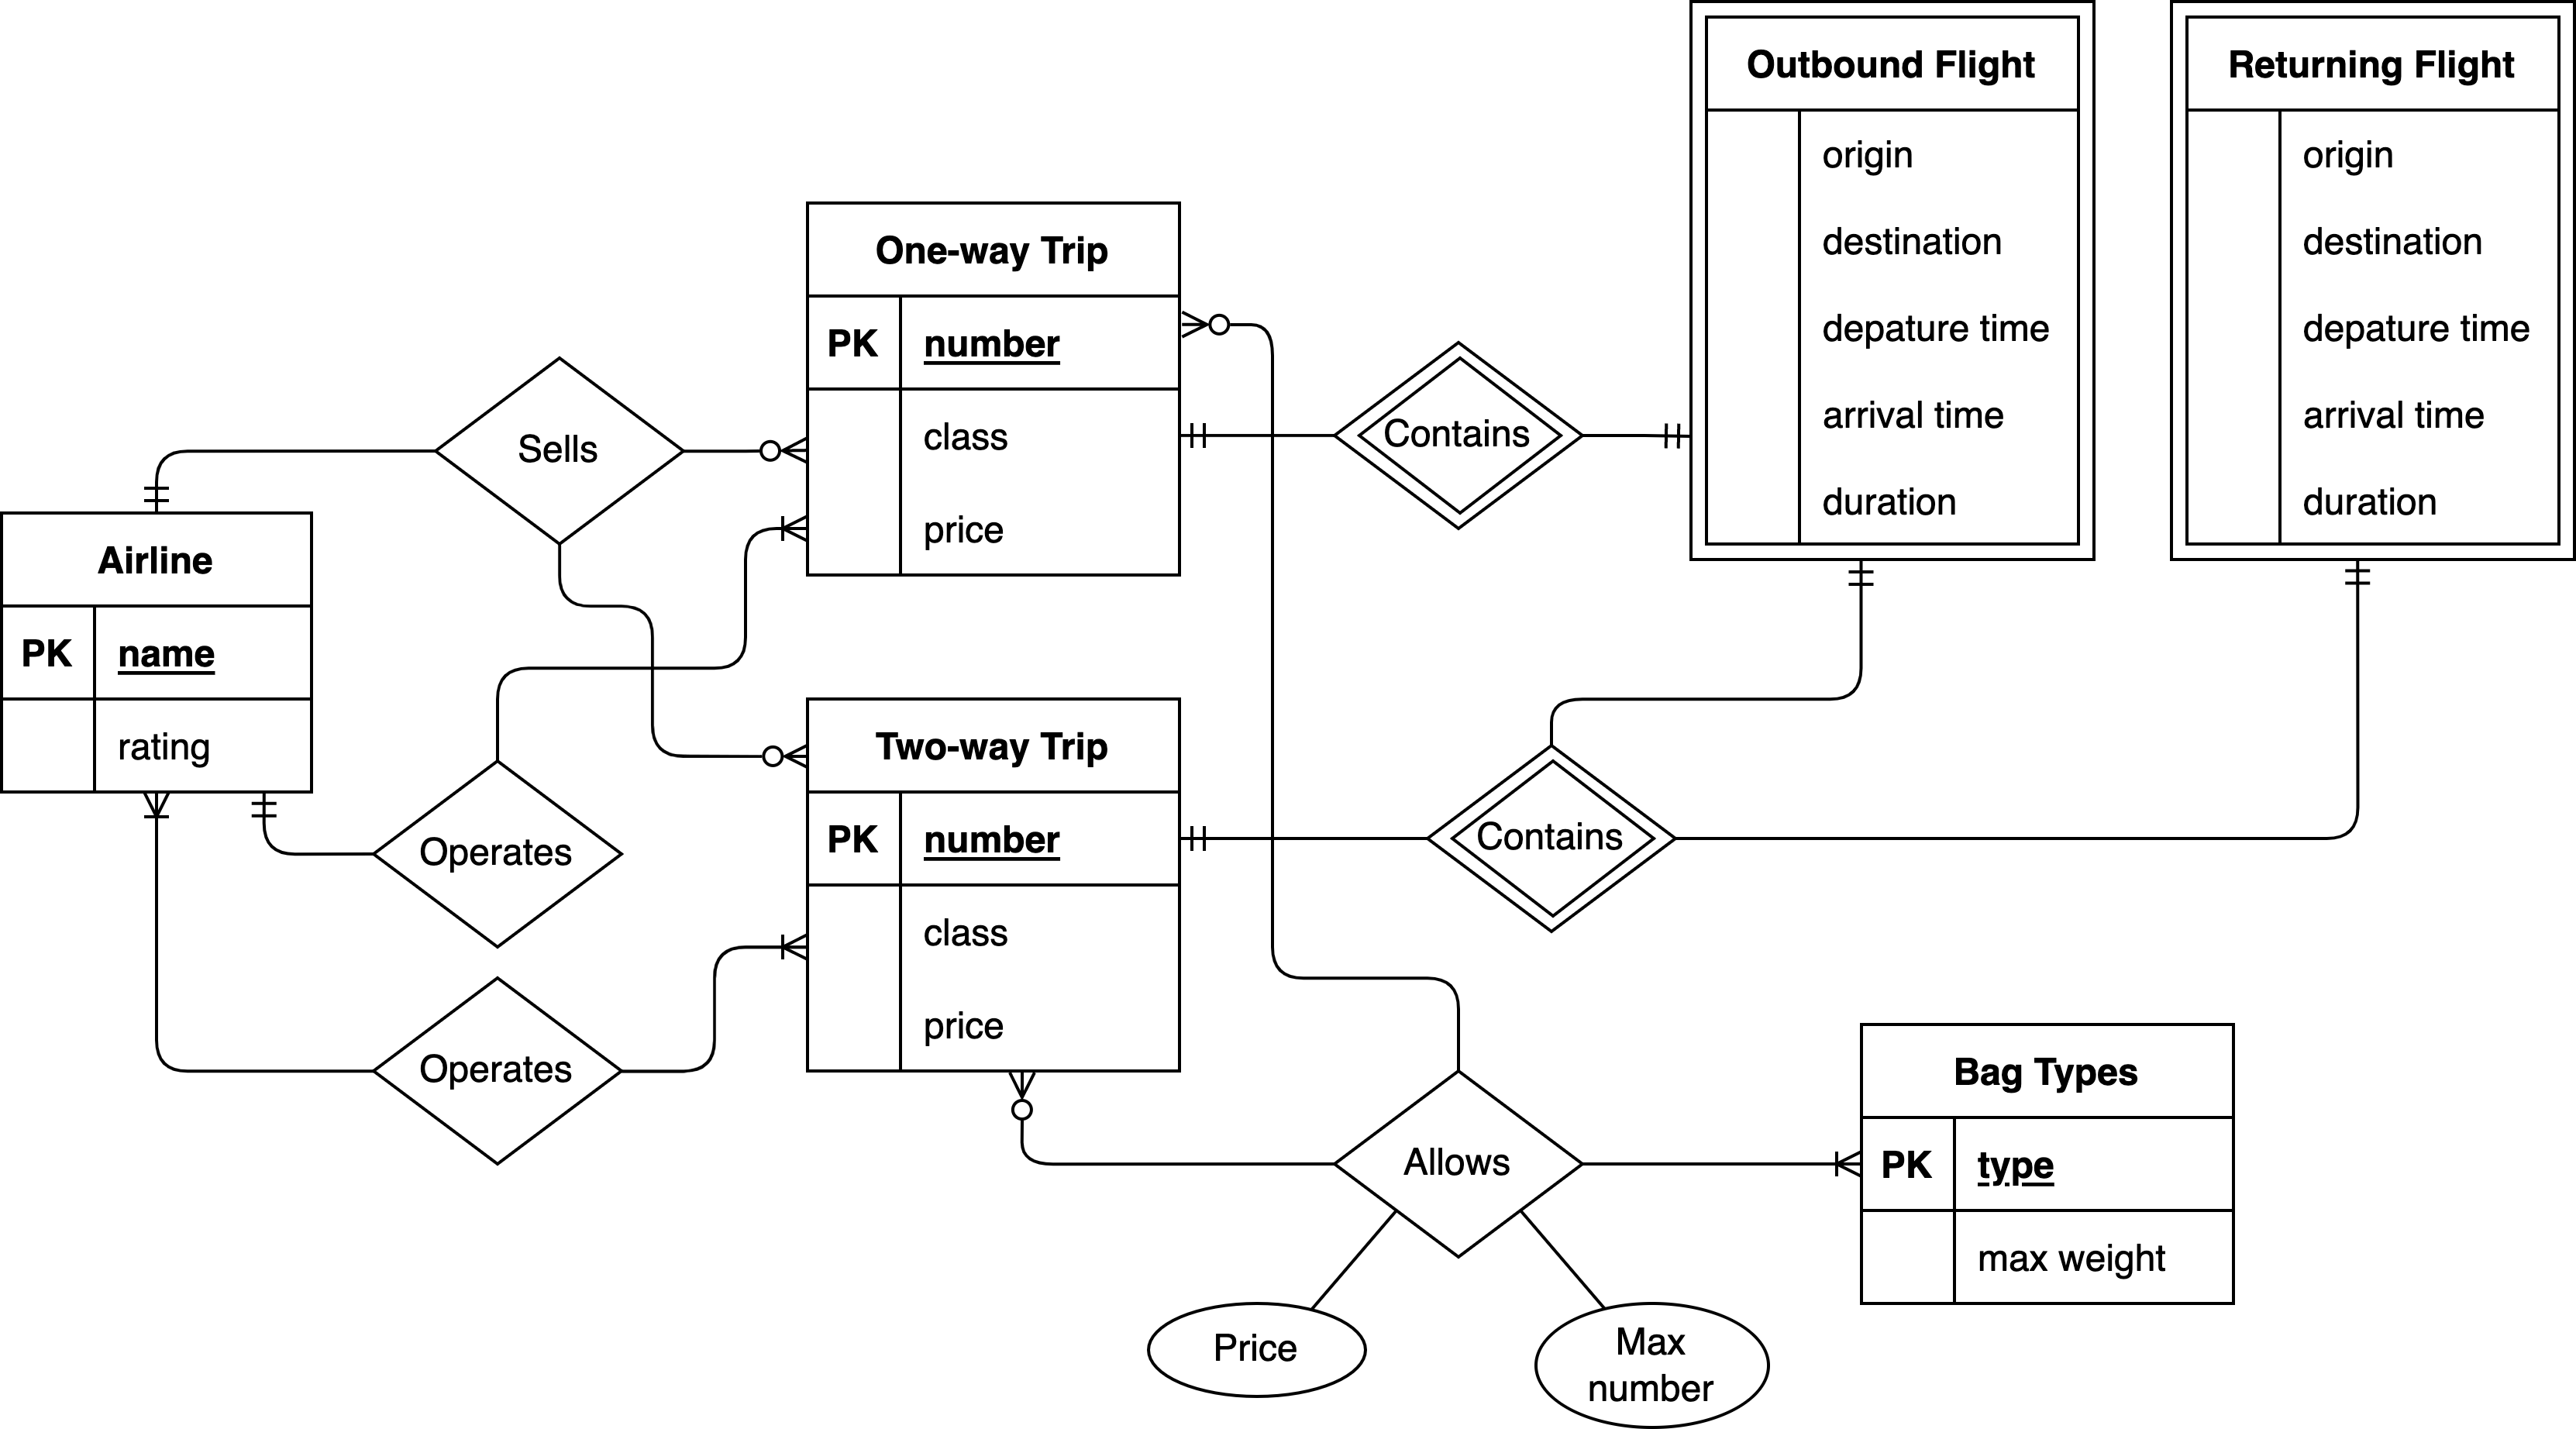 Outbound Flight
origin
destination
depature time
arrival time
duration
Returning Flight
origin
destination
depature time
arrival time
duration
One-way Trip
PK number
class
price
Sells
Contains
Airline
PK name
rating
Two-way Trip
PK number
class
price
Operates
Contains
Operates
Allows
Bag Types
PK type
max weight
Price
Max
number